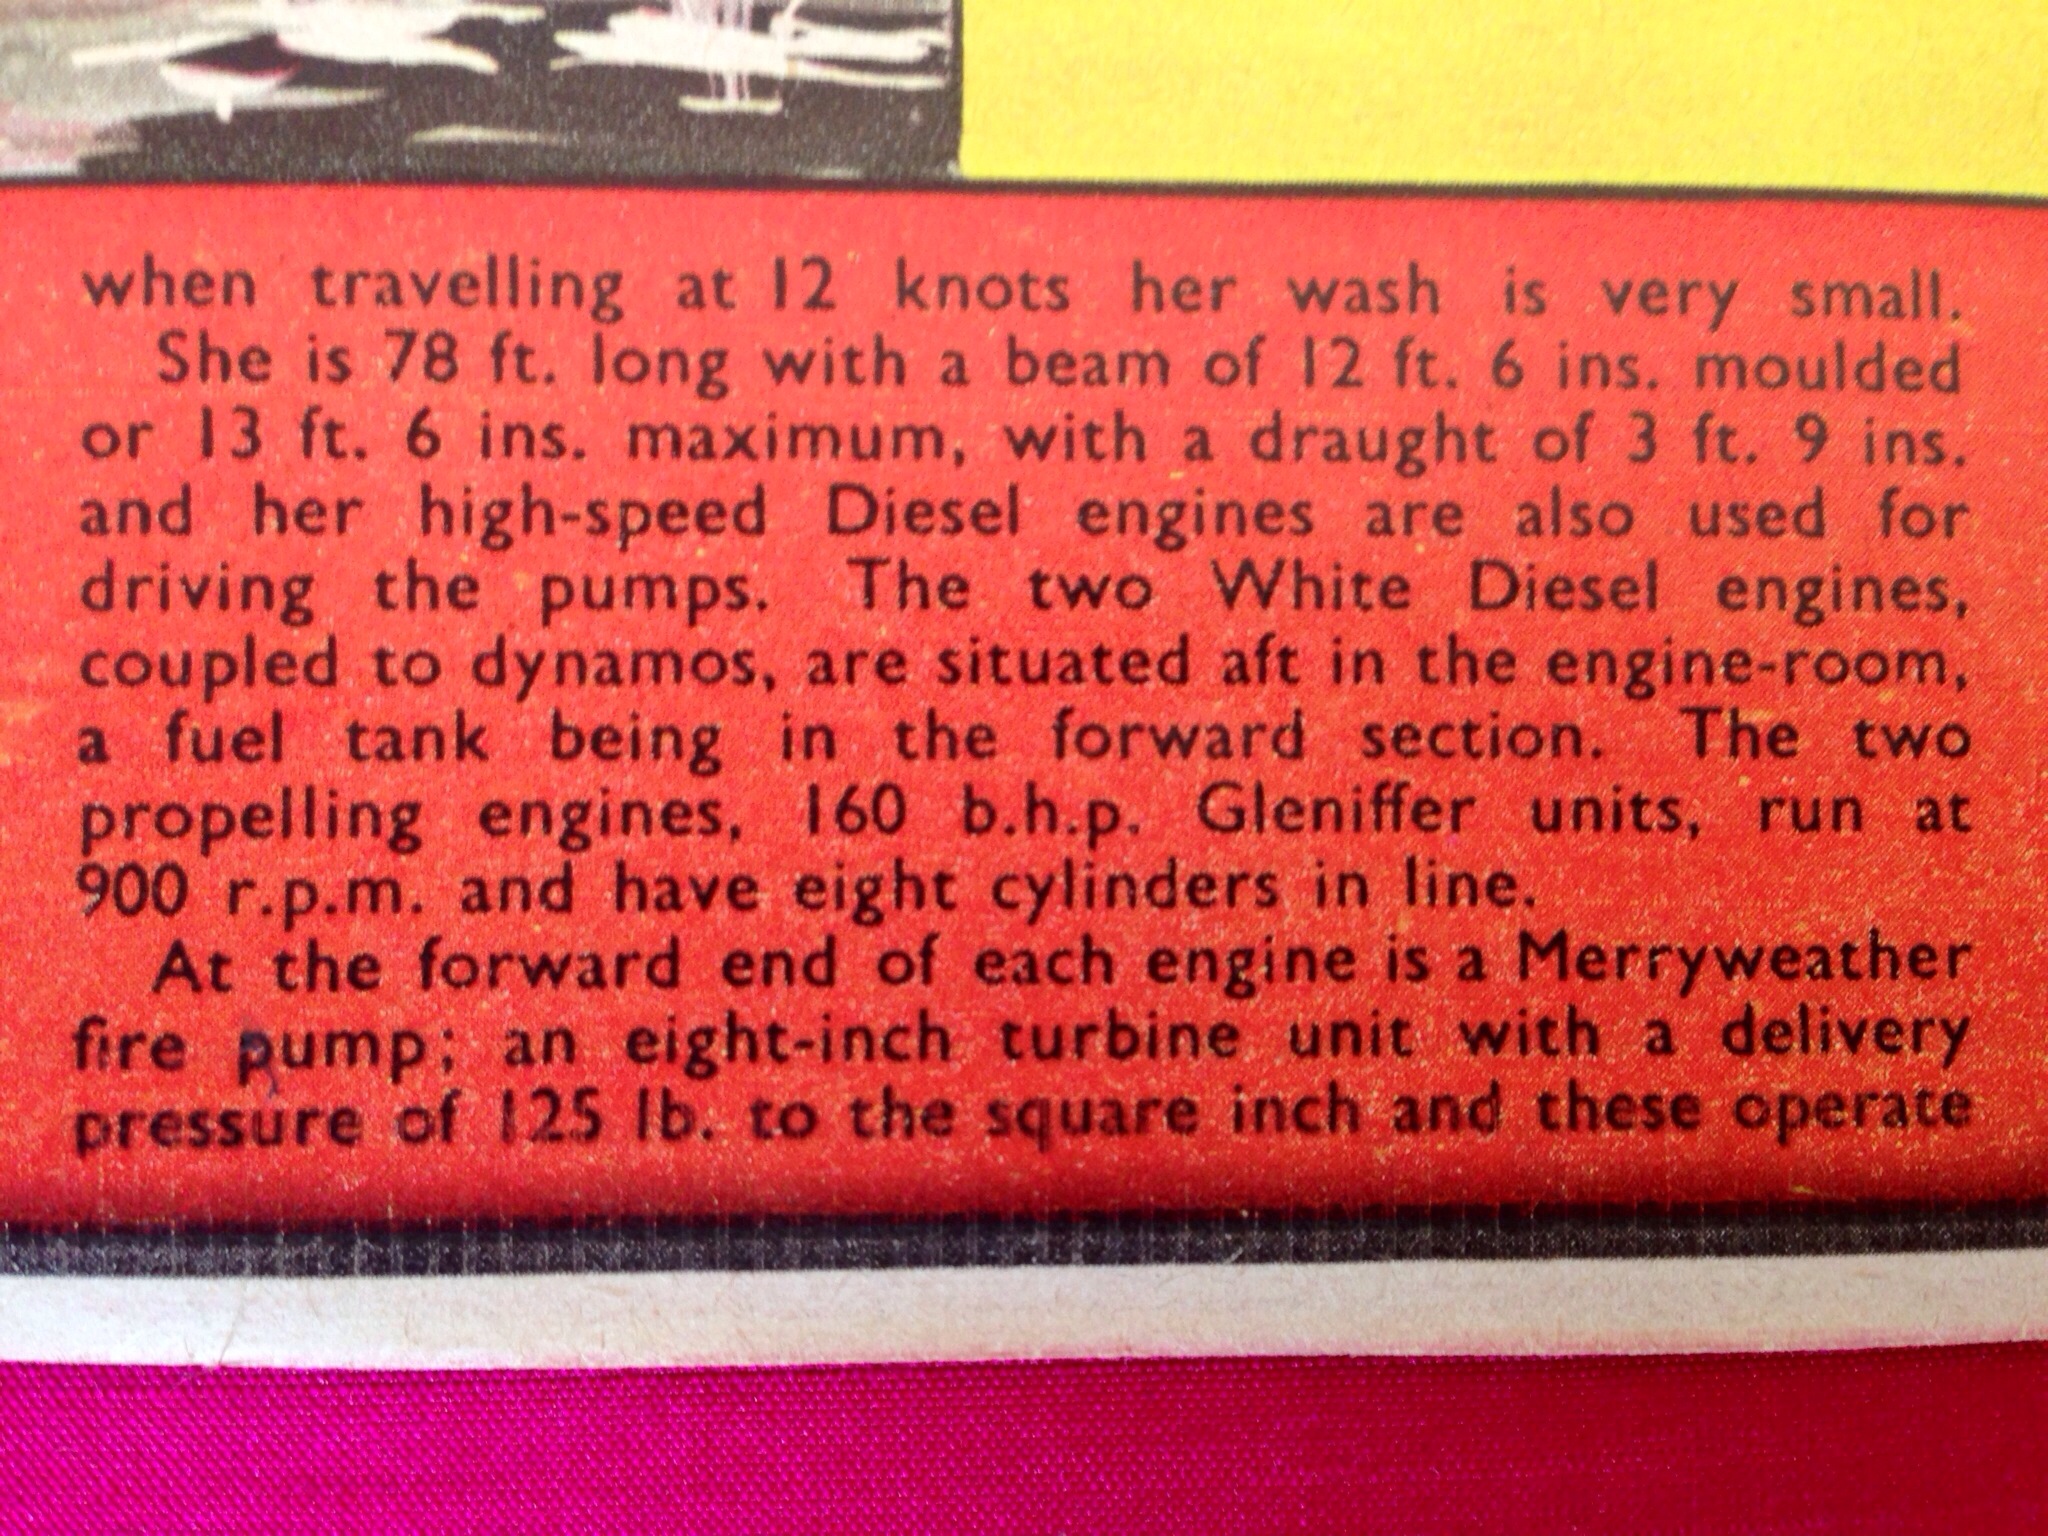 when travelling at 12 knots her wash is very small.
She is 78 ft. long with a beam of 12 ft. 6 ins. moulded
or 13 ft. 6 ins. maximum, with a draught of 3 ft. 9 ins.
and her high-speed Diesel engines are also used for
driving the pumps. The two White Diesel engines,
coupled to dynamos, are situated aft in the engine-room,
a fuel tank being in the forward section. The two
propelling engines, 160 b.h.p. Gleniffer units, run at
900 r.p.m. and have eight cylinders in line.
At the forward end of each engine is a Merryweather
fire pump; an eight-inch turbine unit with a delivery
pressure of 125 lb. to the square inch and these operate